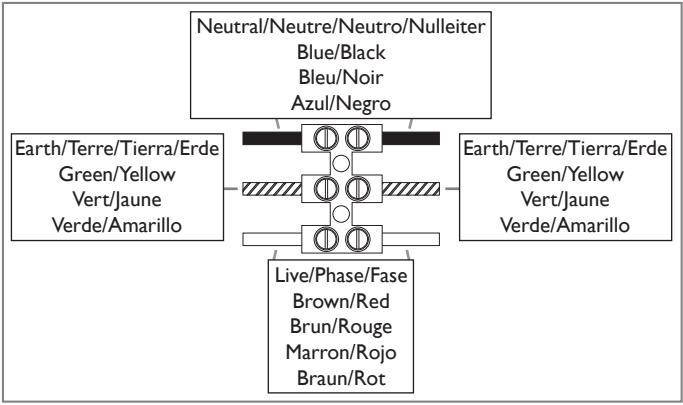 Neutral/Neutre/Neutro/Nulleiter
Blue/Black
Bleu/Noir
Azul/Negro
Earth/Terre/Tierra/Erde
Green/Yellow
Vert/Jaune
Verde/Amarillo
Earth/Terre/Tierra/Erde
Green/Yellow
Vert/Jaune
Verde/Amarillo
Live/Phase/Fase
Brown/Red
Brun/Rouge
Marron/Rojo
Braun/Rot